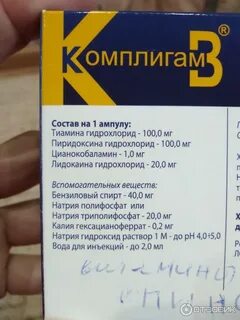 Комплигам В®
Состав на 1 ампулу:
Тиамина гидрохлорид – 100,0 мг
Пиридоксина гидрохлорид – 100,0 мг
Цианокобаламин – 1,0 мг
Лидокаина гидрохлорид – 20,0 мг
Вспомогательных веществ:
Бензиловый спирт – 40,0 мг
Натрия полифосфат или
Натрия триполифосфат – 20,0 мг
Калия гексацианоферрат – 0,2 мг
Натрия гидроксид раствор 1 М – до рН 4,0÷5,0
Вода для инъекций – до 2,0 мл